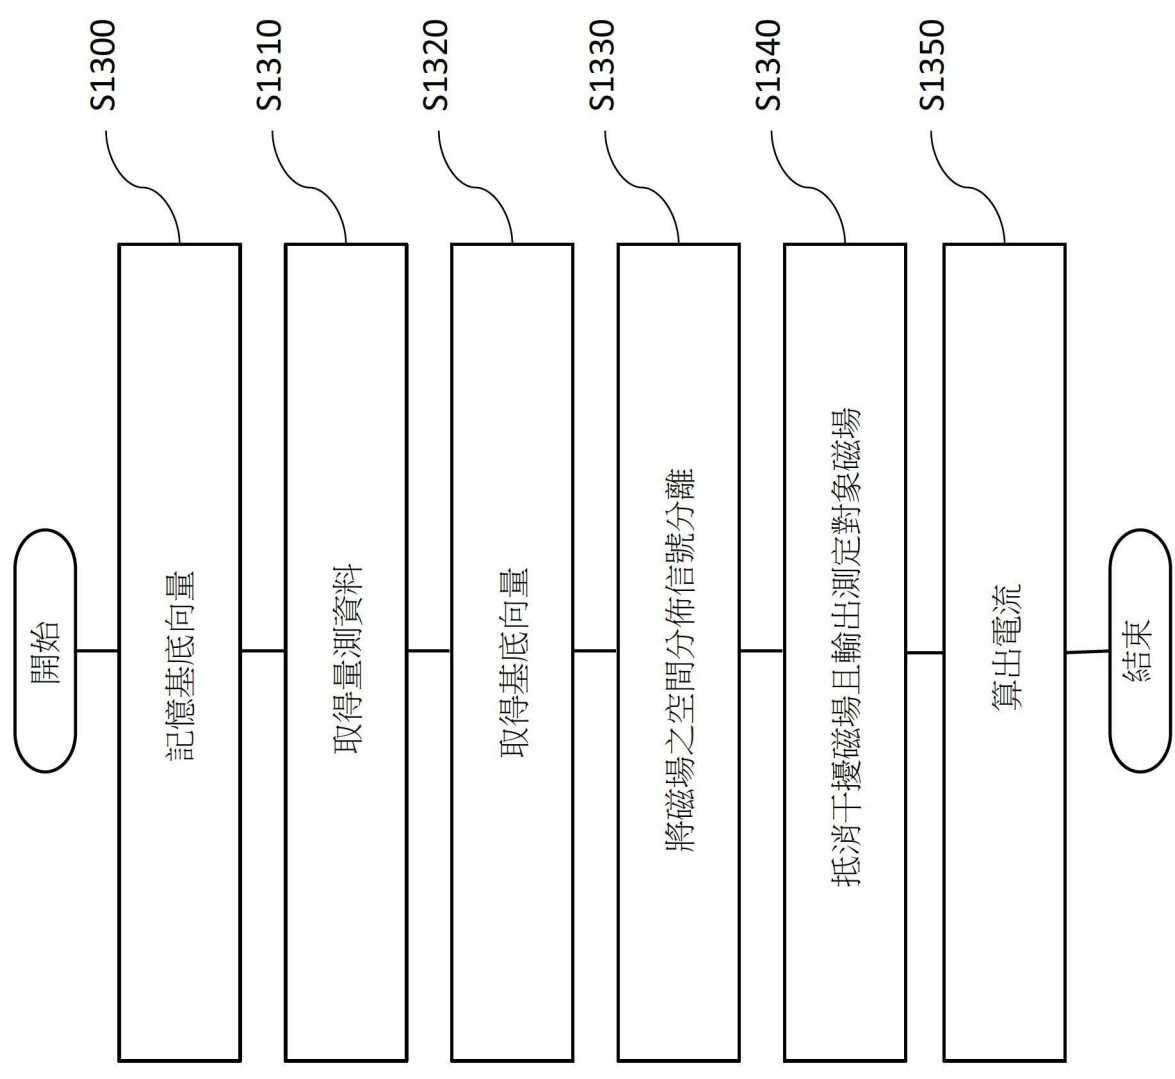 開始
記憶基底向量
S1300
取得量測資料
S1310
取得基底向量
S1320
將磁場之空間分佈信號分離
S1330
抵消干擾磁場且輸出測定對象磁場
S1340
算出電流
S1350
結束